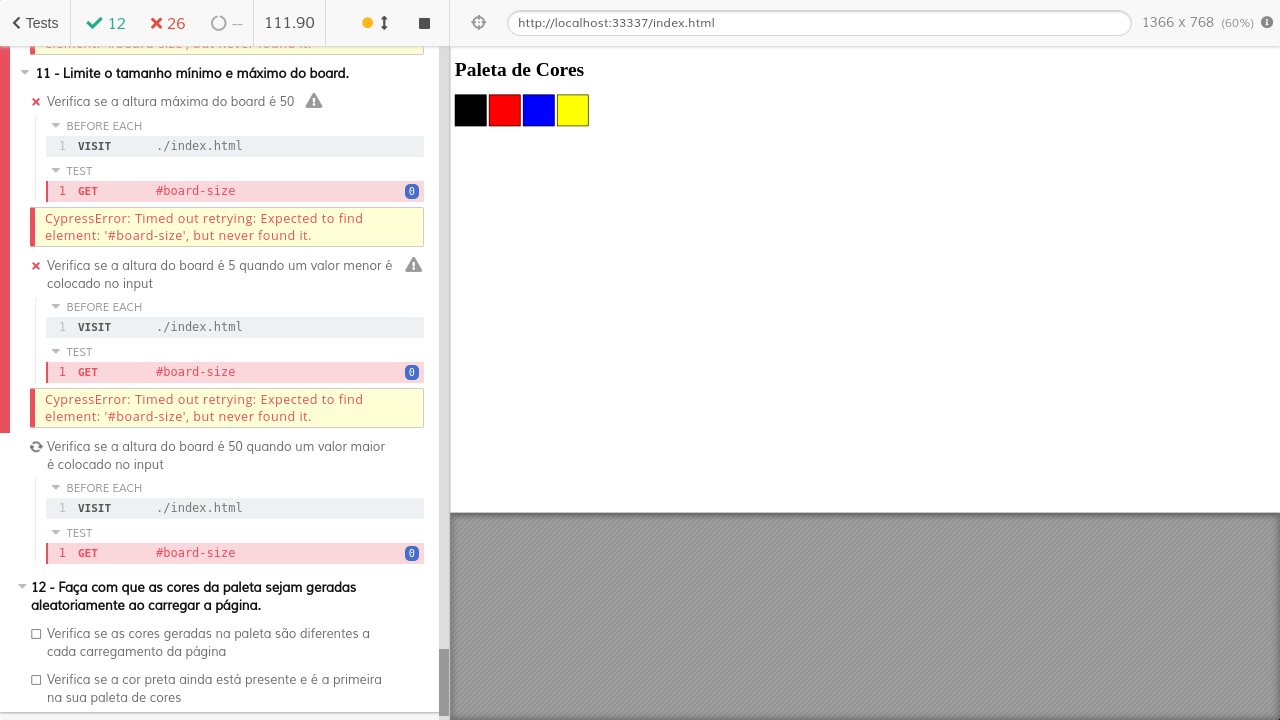 Tests 12 26 -- 111.90 http://localhost:33337/index.html 1366 x 768 (60%)
element: '#board-size', but never found it.
11 - Limite o tamanho mínimo e máximo do board.
Verifica se a altura máxima do board é 50
BEFORE EACH
1 VISIT ./index.html
TEST
1 GET #board-size 0
CypressError: Timed out retrying: Expected to find
element: '#board-size', but never found it.
Verifica se a altura do board é 5 quando um valor menor é
colocado no input
BEFORE EACH
1 VISIT ./index.html
TEST
1 GET #board-size 0
CypressError: Timed out retrying: Expected to find
element: '#board-size', but never found it.
Verifica se a altura do board é 50 quando um valor maior
é colocado no input
BEFORE EACH
1 VISIT ./index.html
TEST
1 GET #board-size 0
12 - Faça com que as cores da paleta sejam geradas
aleatoriamente ao carregar a página.
Verifica se as cores geradas na paleta são diferentes a
cada carregamento da página
Verifica se a cor preta ainda está presente e é a primeira
na sua paleta de cores
Paleta de Cores